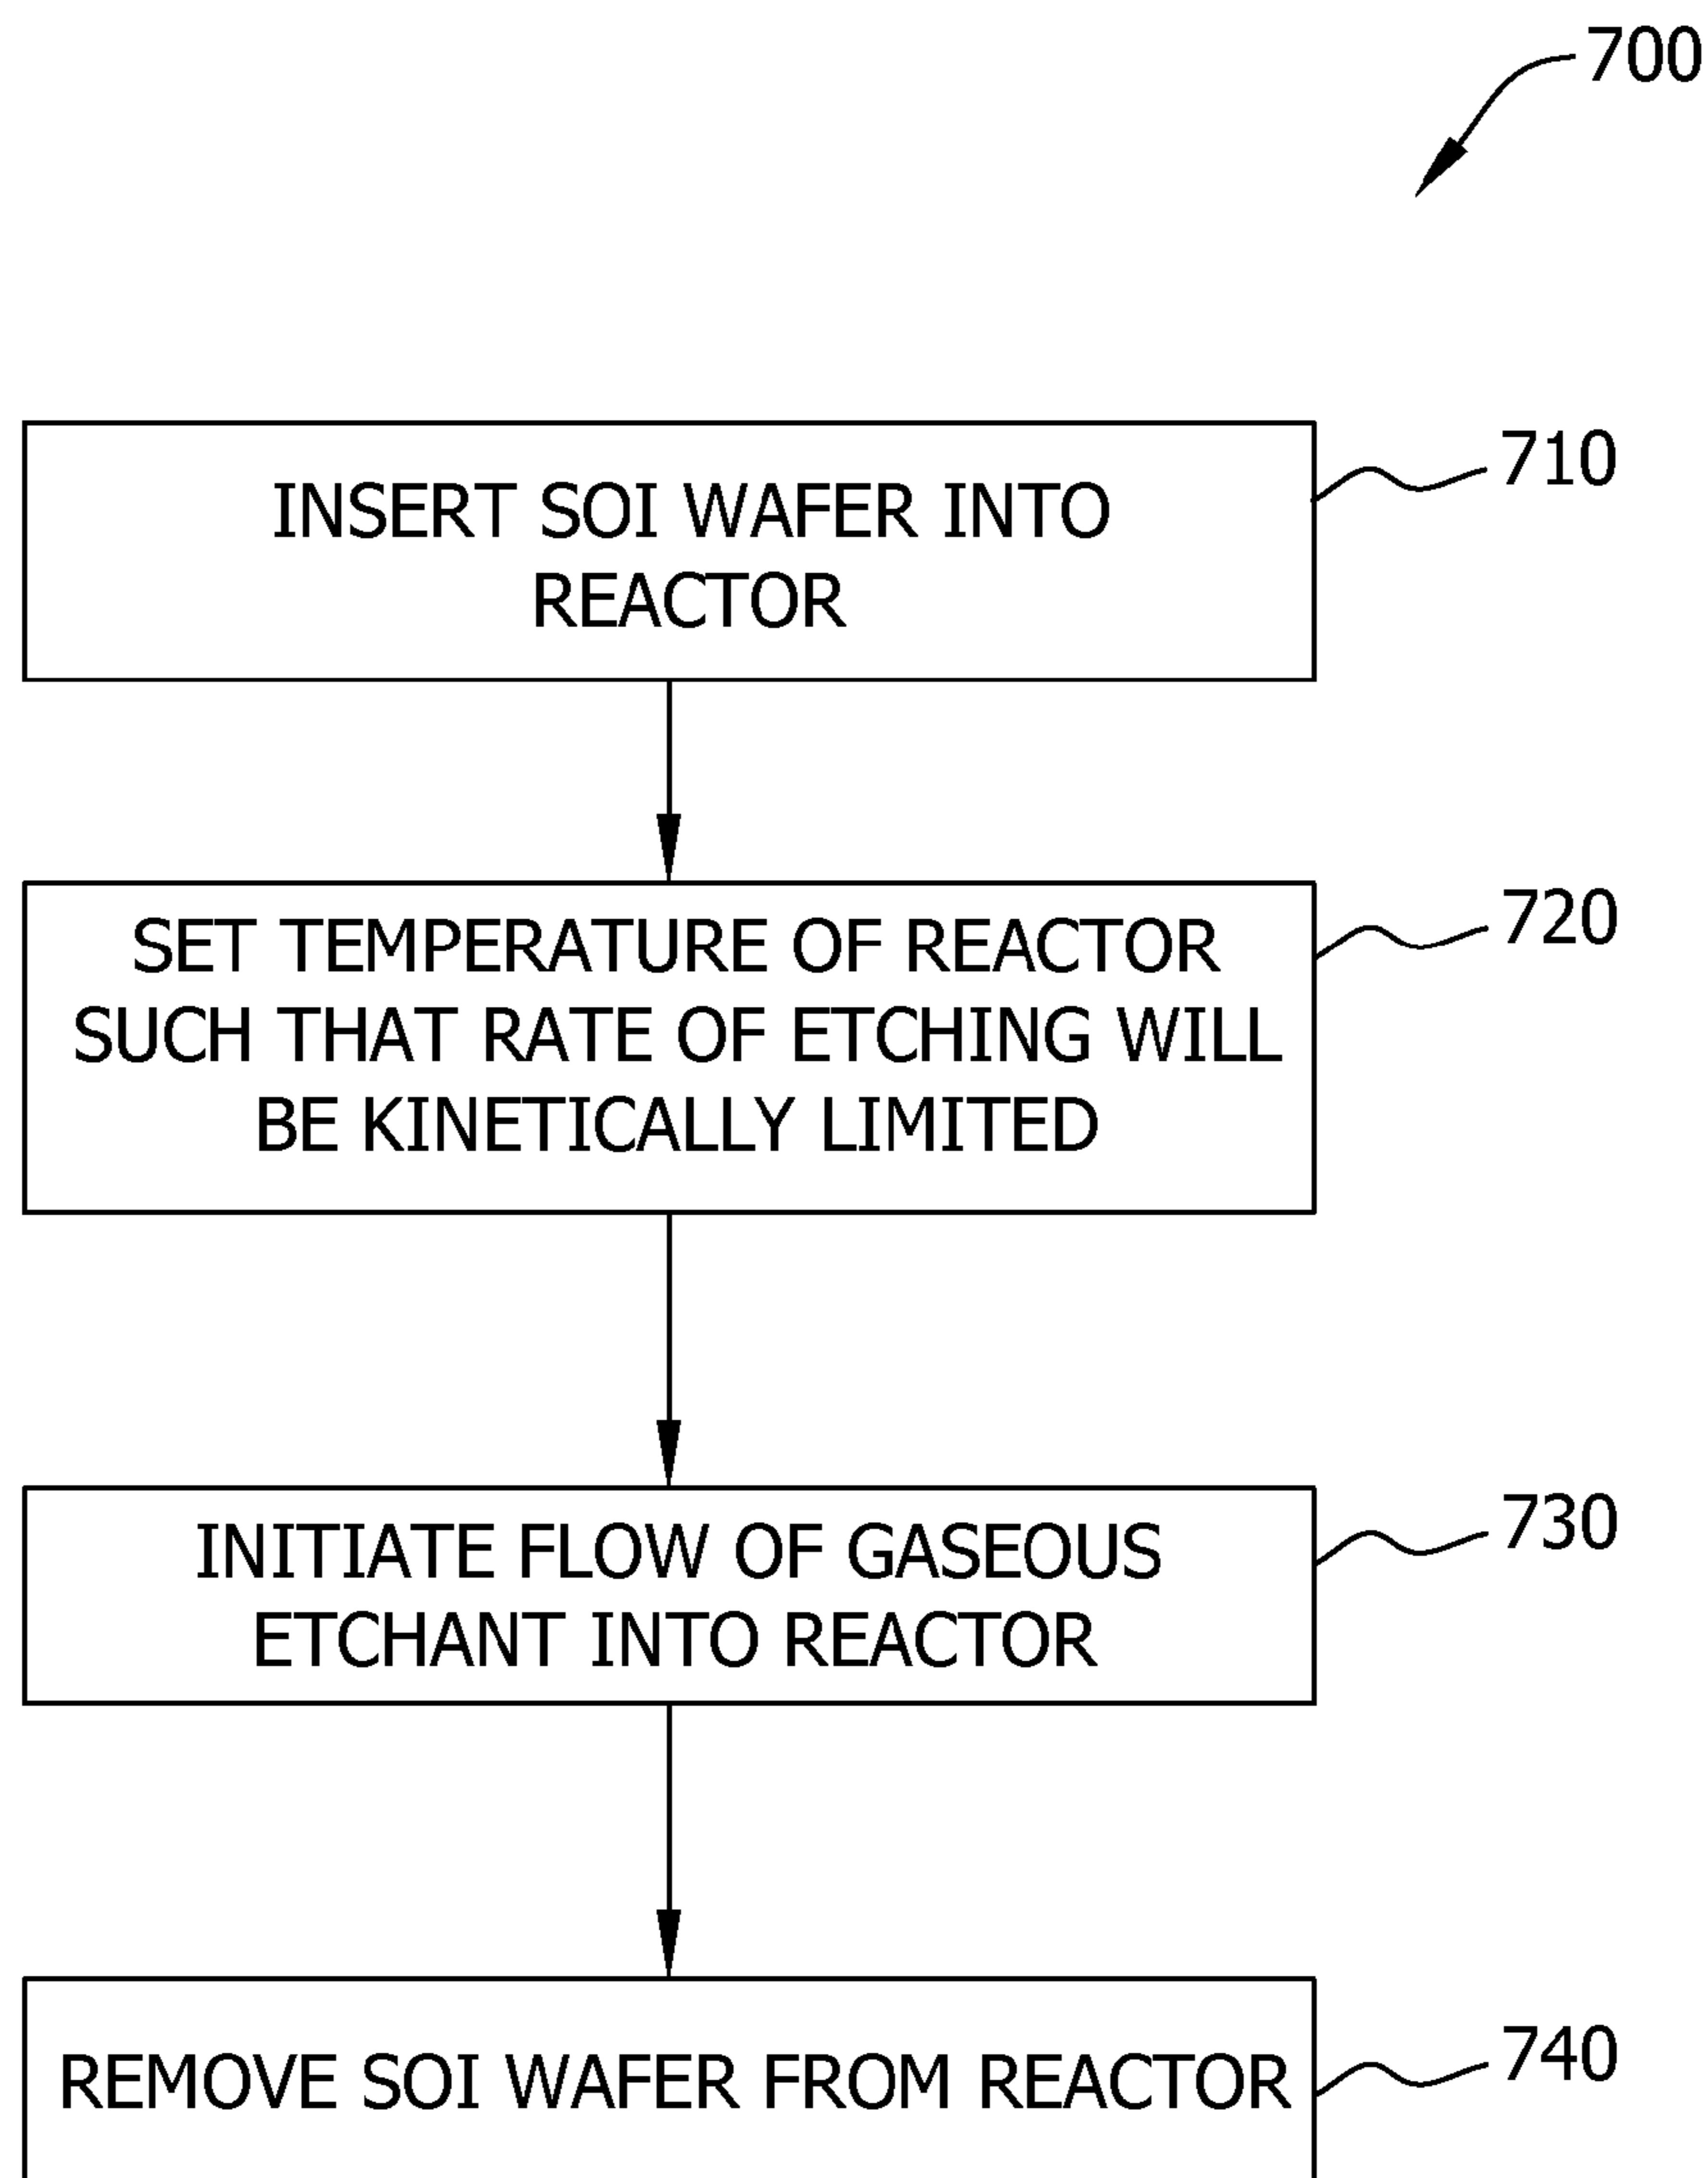 700
INSERT SOI WAFER INTO
REACTOR
710
SET TEMPERATURE OF REACTOR
SUCH THAT RATE OF ETCHING WILL
BE KINETICALLY LIMITED
720
INITIATE FLOW OF GASEOUS
ETCHANT INTO REACTOR
730
REMOVE SOI WAFER FROM REACTOR
740